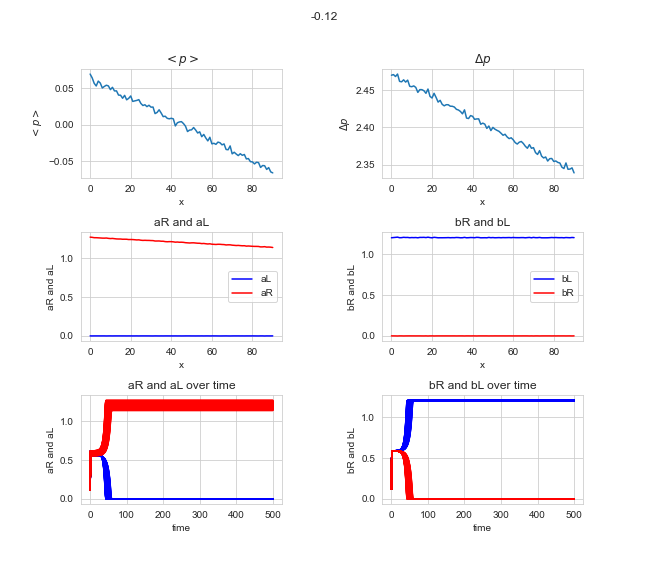 -0.12
< p >
Δp
0.05
0.00
−0.05
< p >
0 20 40 60 80
x
2.45
2.40
2.35
Δp
0 20 40 60 80
x
aR and aL
bR and bL
1.0
0.5
0.0
aR and aL
aL
aR
0 20 40 60 80
x
1.0
0.5
0.0
bR and bL
bL
bR
0 20 40 60 80
x
aR and aL over time
bR and bL over time
1.0
0.5
0.0
aR and aL
0 100 200 300 400 500
time
1.0
0.5
0.0
bR and bL
0 100 200 300 400 500
time